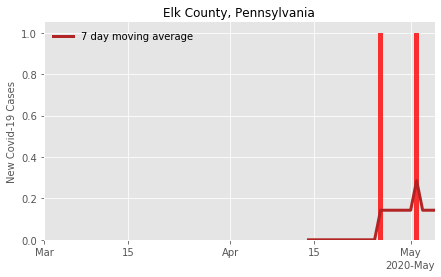 Elk County, Pennsylvania
7 day moving average
New Covid-19 Cases
1.0
0.8
0.6
0.4
0.2
0.0
Mar
15
Apr
15
May
2020-May